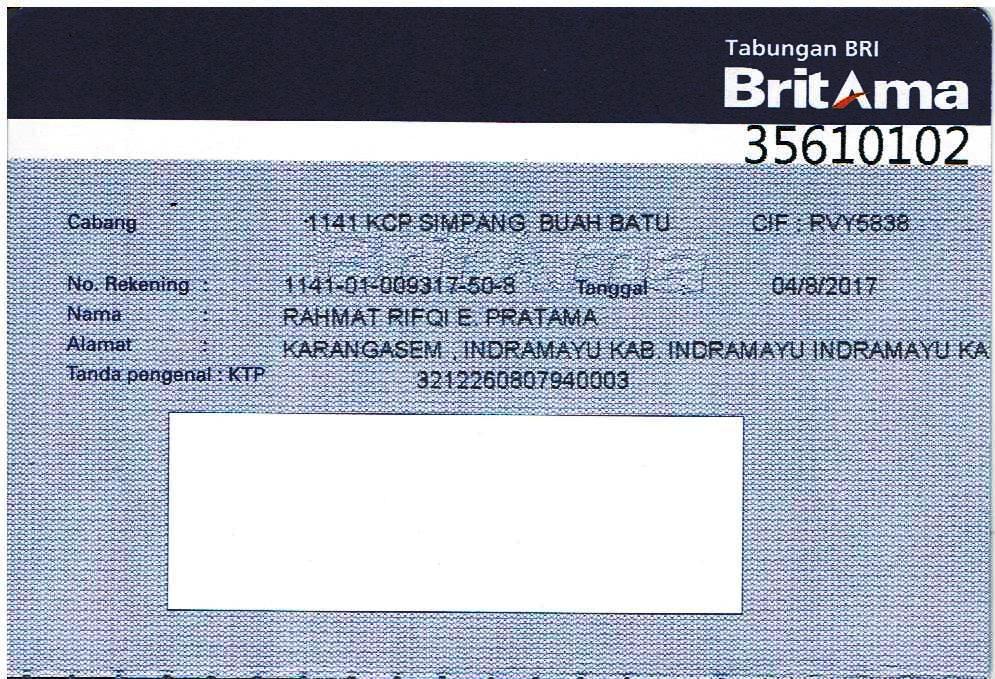 Tabungan BRI
BritAma
35610102
Cabang 1141 KCP SIMPANG BUAH BATU CIF : RVY5838
No. Rekening : 1141-01-009317-50-8 Tanggal : 04/8/2017
Nama : RAHMAT RIFQI E. PRATAMA
Alamat : KARANGASEM , INDRAMAYU KAB. INDRAMAYU INDRAMAYU KA
Tanda pengenal : KTP 3212260807940003